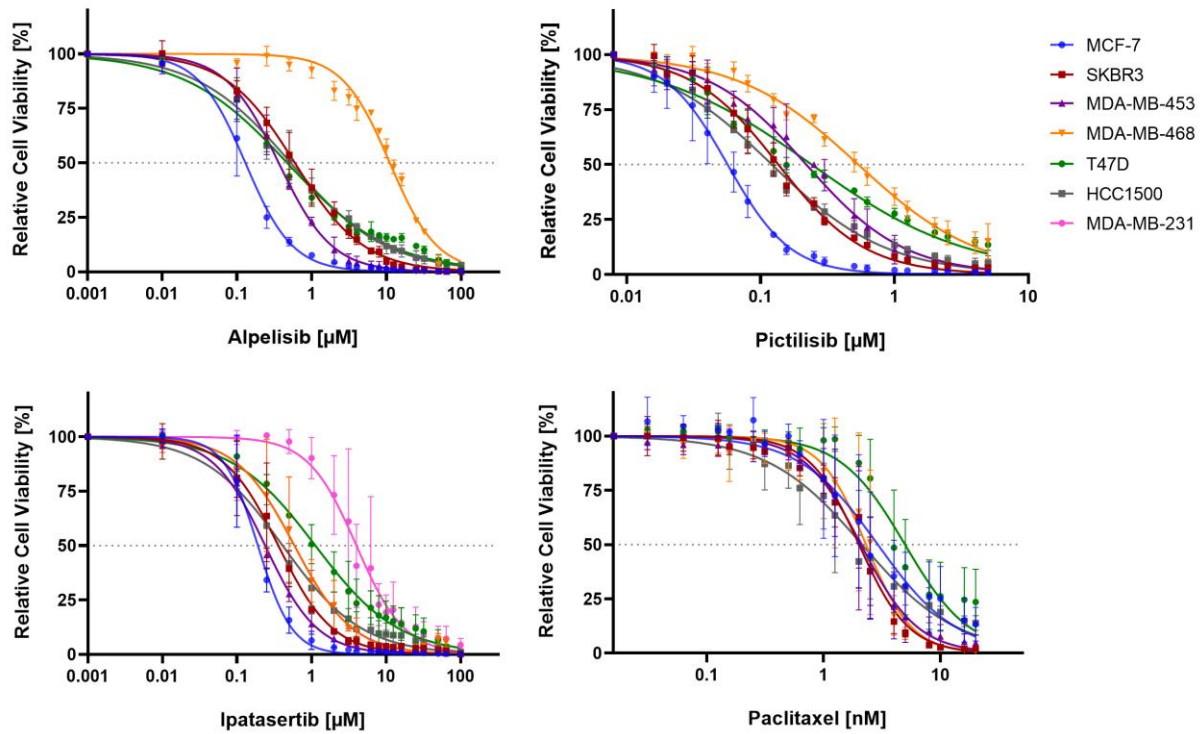 Relative Cell Viability [%]
100
75
50
25
0
0.001 0.01 0.1 1 10 100
Alpelisib [µM]
Relative Cell Viability [%]
100
75
50
25
0
0.01 0.1 1 10
Pictilisib [µM]
MCF-7
SKBR3
MDA-MB-453
MDA-MB-468
T47D
HCC1500
MDA-MB-231
Relative Cell Viability [%]
100
75
50
25
0
0.001 0.01 0.1 1 10 100
Ipatasertib [µM]
Relative Cell Viability [%]
100
75
50
25
0
0.1 1 10
Paclitaxel [nM]